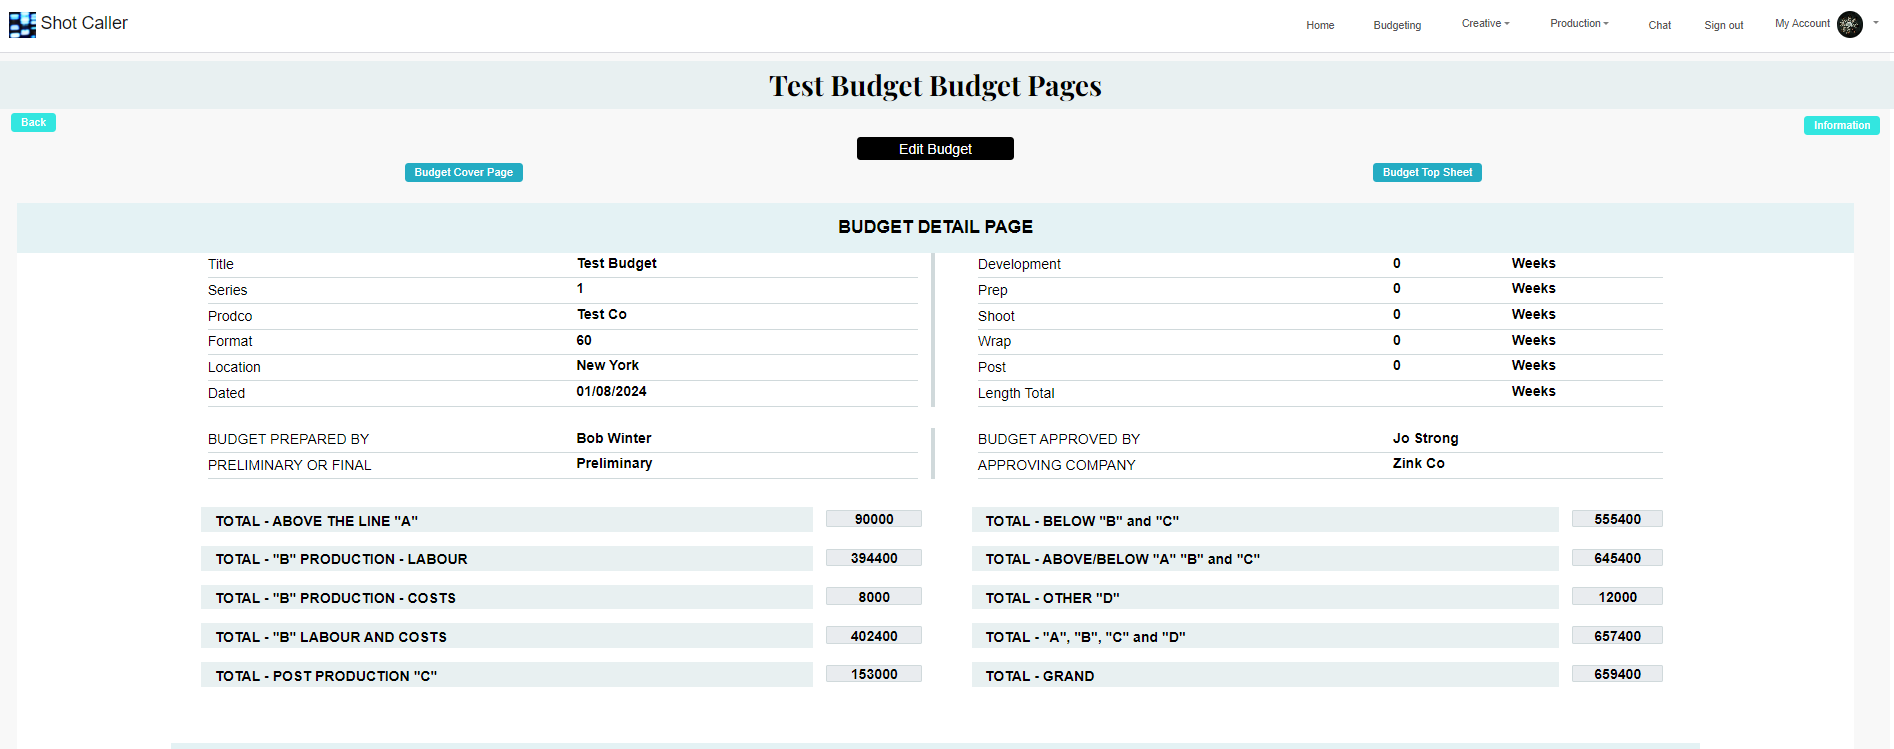 Shot Caller
Home Budgeting Creative Production Chat Sign out My Account
Test Budget Budget Pages
Back
Information
Edit Budget
Budget Cover Page Budget Top Sheet
BUDGET DETAIL PAGE
Title Test Budget
Series 1
Prodco Test Co
Format 60
Location New York
Dated 01/08/2024
Development 0 Weeks
Prep 0 Weeks
Shoot 0 Weeks
Wrap 0 Weeks
Post 0 Weeks
Length Total Weeks
BUDGET PREPARED BY Bob Winter
PRELIMINARY OR FINAL Preliminary
BUDGET APPROVED BY Jo Strong
APPROVING COMPANY Zink Co
TOTAL - ABOVE THE LINE "A" 90000
TOTAL - "B" PRODUCTION - LABOUR 394400
TOTAL - "B" PRODUCTION - COSTS 8000
TOTAL - "B" LABOUR AND COSTS 402400
TOTAL - POST PRODUCTION "C" 153000
TOTAL - BELOW "B" and "C" 555400
TOTAL - ABOVE/BELOW "A" "B" and "C" 645400
TOTAL - OTHER "D" 12000
TOTAL - "A", "B", "C" and "D" 657400
TOTAL - GRAND 659400